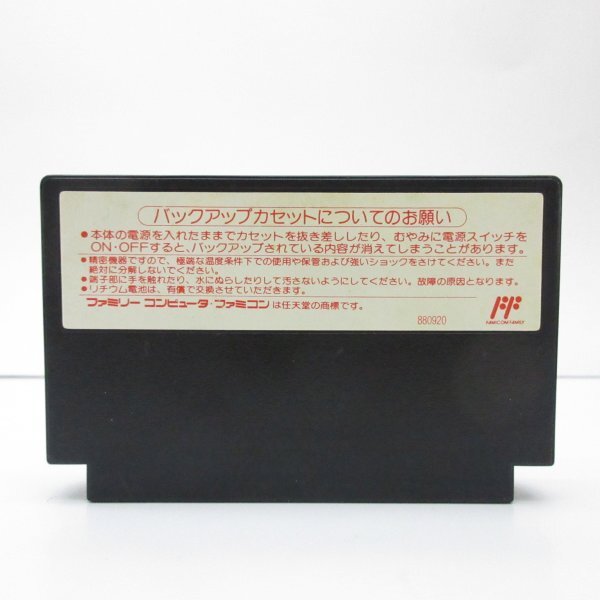 バックアップカセットについてのお願い
●本体の電源を入れたままでカセットを抜き差ししたり、むやみに電源スイッチを
ON・OFFすると、バックアップされている内容が消えてしまうことがあります。
●精密機器ですので、極端な温度条件下での使用や保管および強いショックをさけてください。また
絶対に分解しないでください。
●端子部に手を触れたり、水にぬらしたりして汚さないようにしてください。故障の原因となります。
●リチウム電池は、有償で交換させていただきます。
ファミリー コンピュータ・ファミコンは任天堂の商標です。
880920
FAMICOM FAMILY